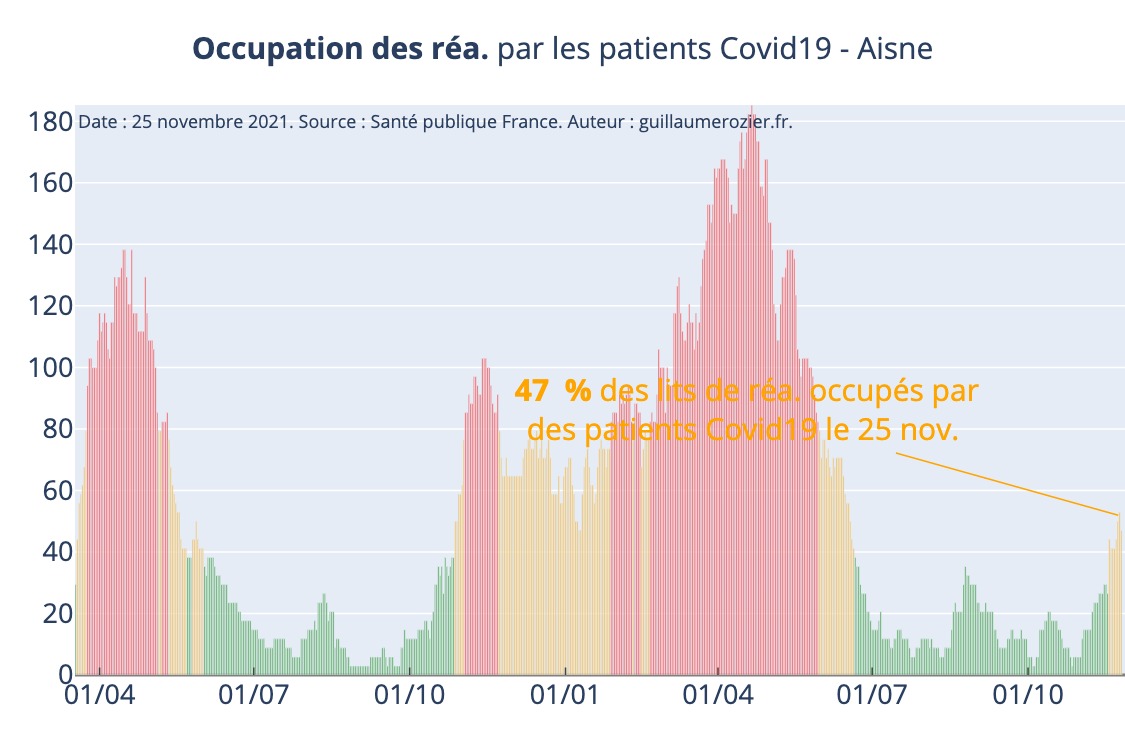 Occupation des réa. par les patients Covid19 - Aisne
180
Date : 25 novembre 2021. Source : Santé publique France. Auteur : guillaumerozier.fr.
160
140
120
100
47 % des lits de réa. occupés par
des patients Covid19 le 25 nov.
80
60
40
20
0
01/04 01/07 01/10 01/01 01/04 01/07 01/10